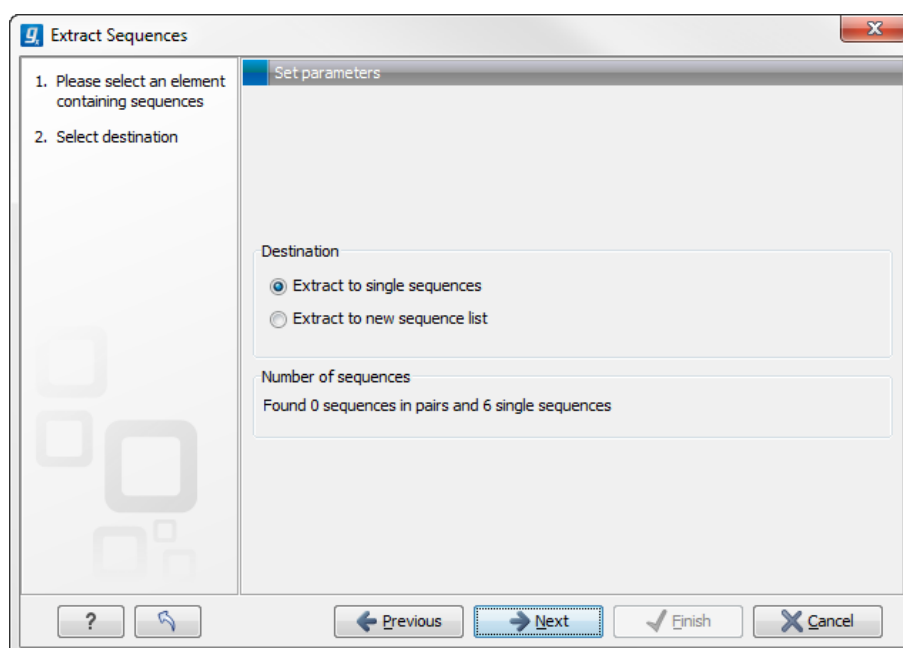 Extract Sequences
1. Please select an element
containing sequences
2. Select destination
Set parameters
Destination
Extract to single sequences
Extract to new sequence list
Number of sequences
Found 0 sequences in pairs and 6 single sequences
?
Previous
Next
Finish
Cancel